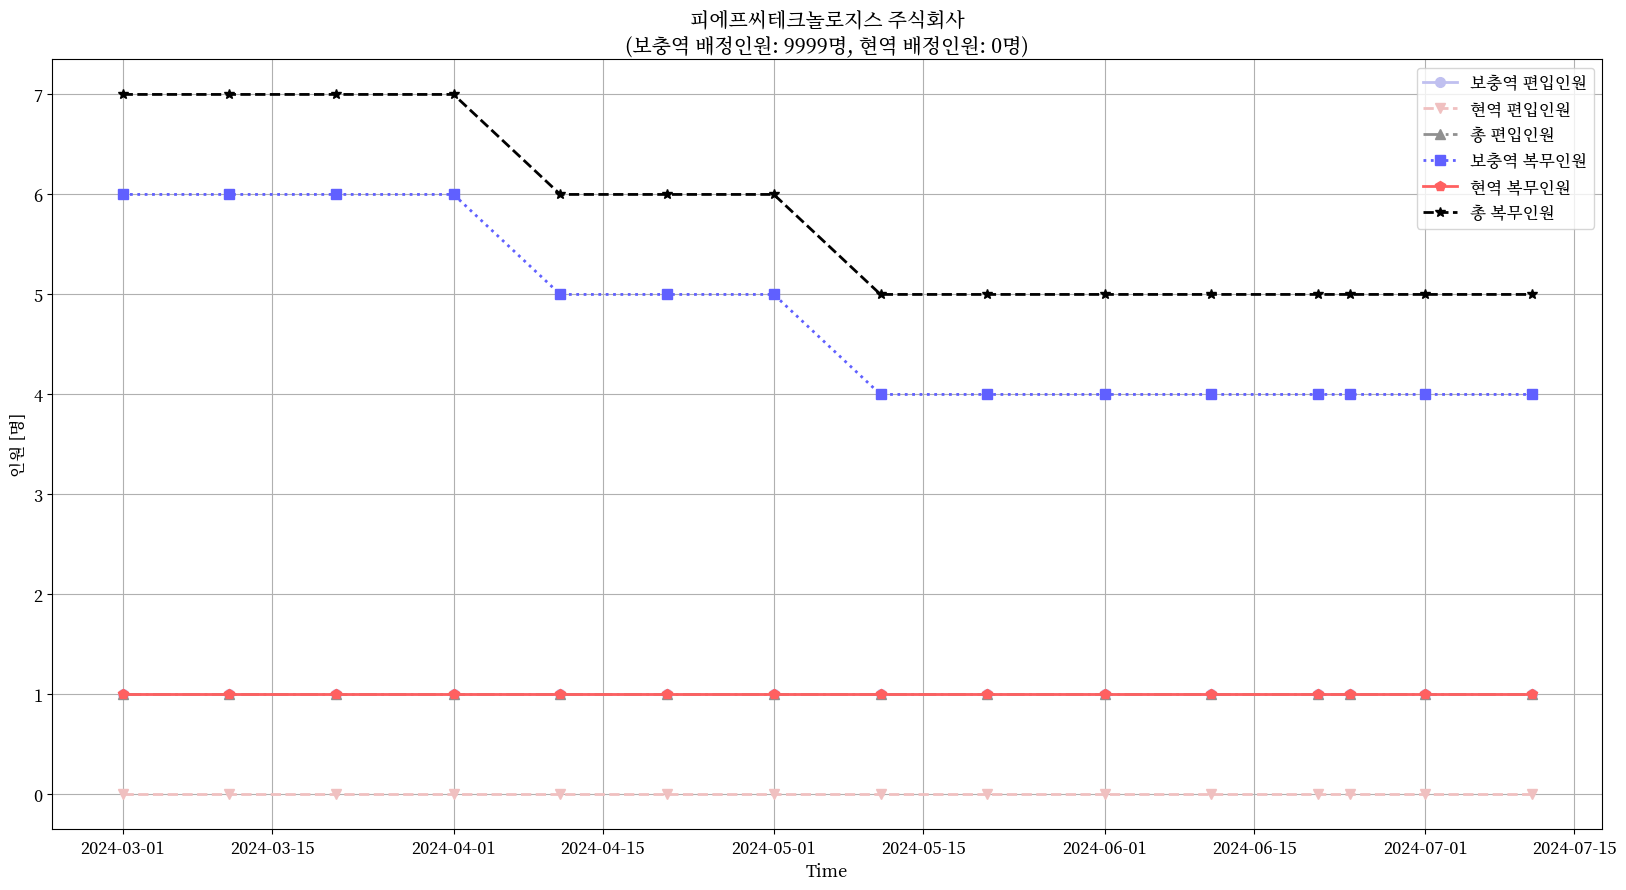 피에프씨테크놀로지스 주식회사
(보충역 배정인원: 9999명, 현역 배정인원: 0명)
보충역 편입인원
현역 편입인원
총 편입인원
보충역 복무인원
현역 복무인원
총 복무인원
인원 [명]
7
6
5
4
3
2
1
0
2024-03-01 2024-03-15 2024-04-01 2024-04-15 2024-05-01 2024-05-15 2024-06-01 2024-06-15 2024-07-01 2024-07-15
Time